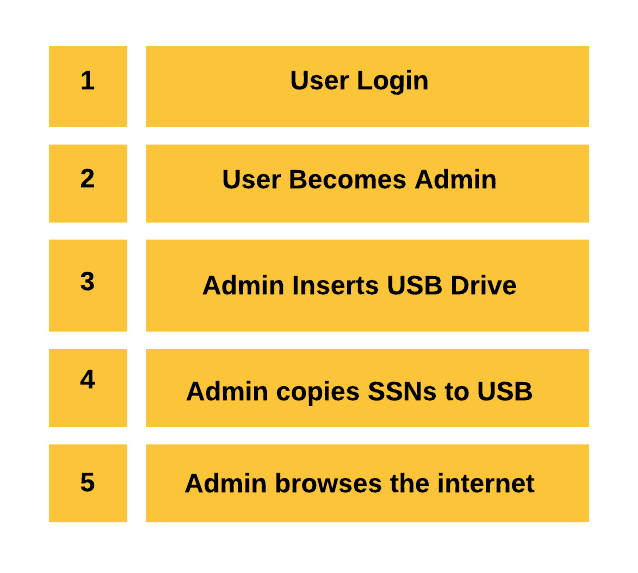 1 User Login
2 User Becomes Admin
3 Admin Inserts USB Drive
4 Admin copies SSNs to USB
5 Admin browses the internet